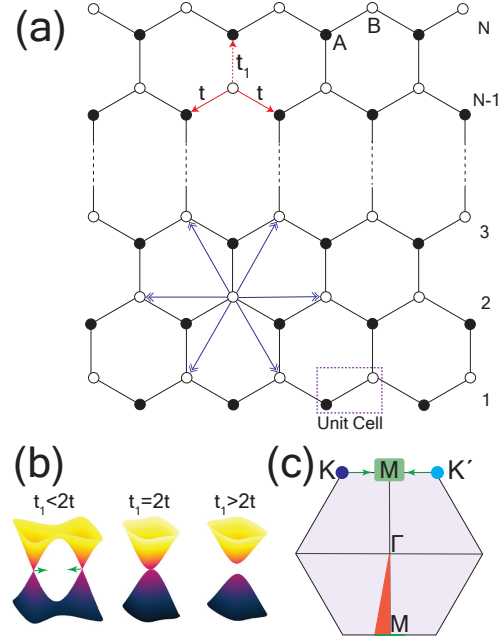 (a)
B
N
A
t₁
t
t
N-1
3
2
1
Unit Cell
(b)
t₁<2t
t₁=2t
t₁>2t
(c)
K
M
K´
Γ
M